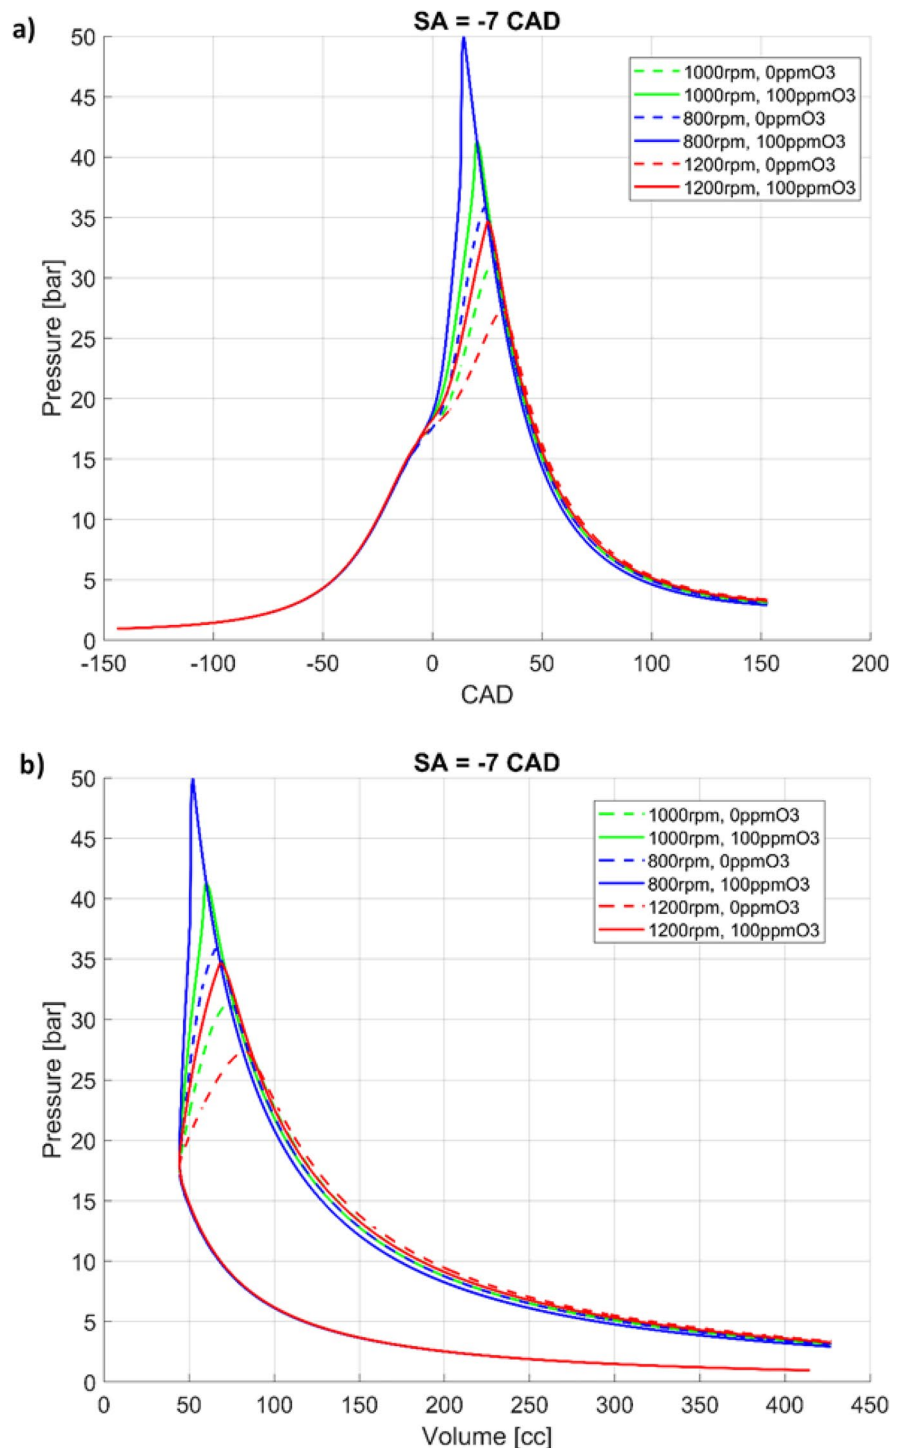 a)
SA = -7 CAD
50
45
40
35
30
25
20
15
10
5
0
Pressure [bar]
1000rpm, 0ppmO3
1000rpm, 100ppmO3
800rpm, 0ppmO3
800rpm, 100ppmO3
1200rpm, 0ppmO3
1200rpm, 100ppmO3
-150 -100 -50 0 50 100 150 200
CAD
b)
SA = -7 CAD
50
45
40
35
30
25
20
15
10
5
0
Pressure [bar]
1000rpm, 0ppmO3
1000rpm, 100ppmO3
800rpm, 0ppmO3
800rpm, 100ppmO3
1200rpm, 0ppmO3
1200rpm, 100ppmO3
0 50 100 150 200 250 300 350 400 450
Volume [cc]